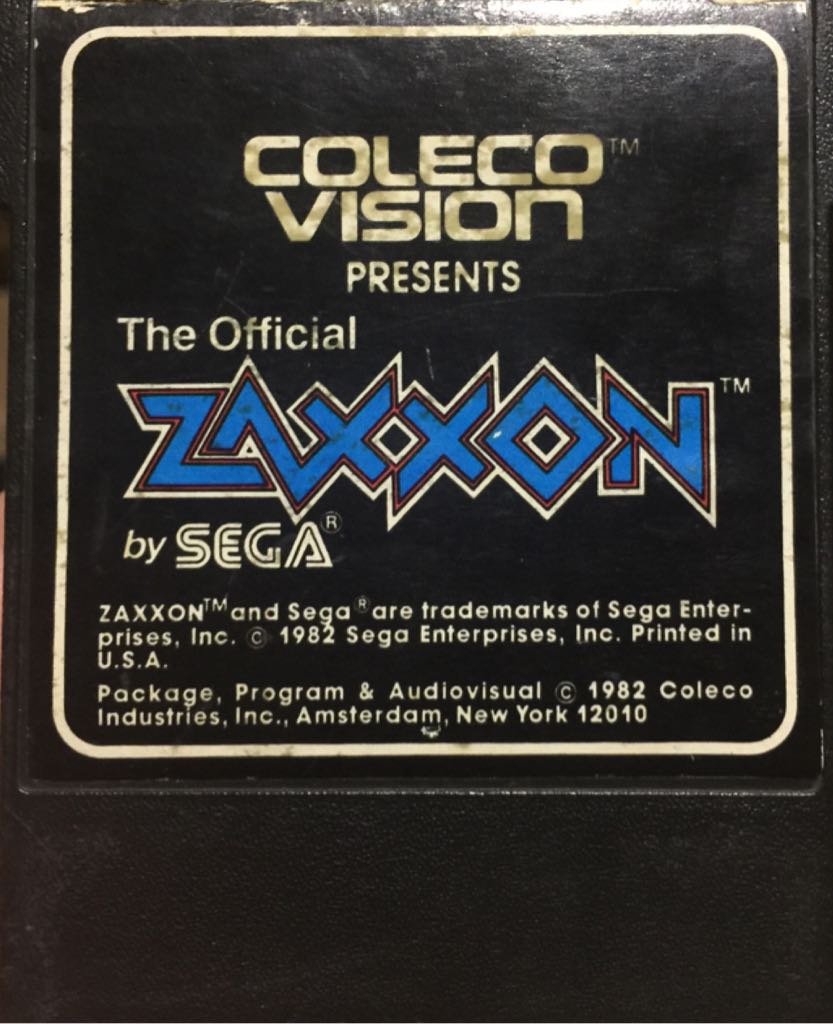 COLECO™
VISION
PRESENTS
The Official
ZAXXON™
by SEGA®
ZAXXON™ and Sega® are trademarks of Sega Enter-
prises, Inc. © 1982 Sega Enterprises, Inc. Printed in
U.S.A.
Package, Program & Audiovisual © 1982 Coleco
Industries, Inc., Amsterdam, New York 12010